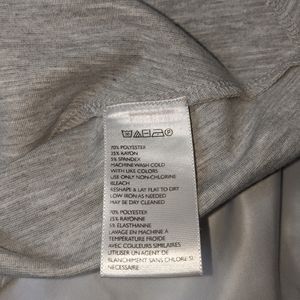 70% POLYESTER
25% RAYON
5% SPANDEX
MACHINE WASH COLD
WITH LIKE COLORS
USE ONLY NON-CHLORINE
BLEACH
RESHAPE & LAY FLAT TO DRY
LOW IRON AS NEEDED
MAY BE DRY CLEANED
70% POLYESTER
25% RAYONNE
5% ELASTHANNE
LAVAGE EN MACHINE A
TEMPERATURE FROIDE
AVEC COULEURS SIMILAIRES
UTILISER UN AGENT DE
BLANCHIMENT SANS CHLORE SI
NECESSAIRE